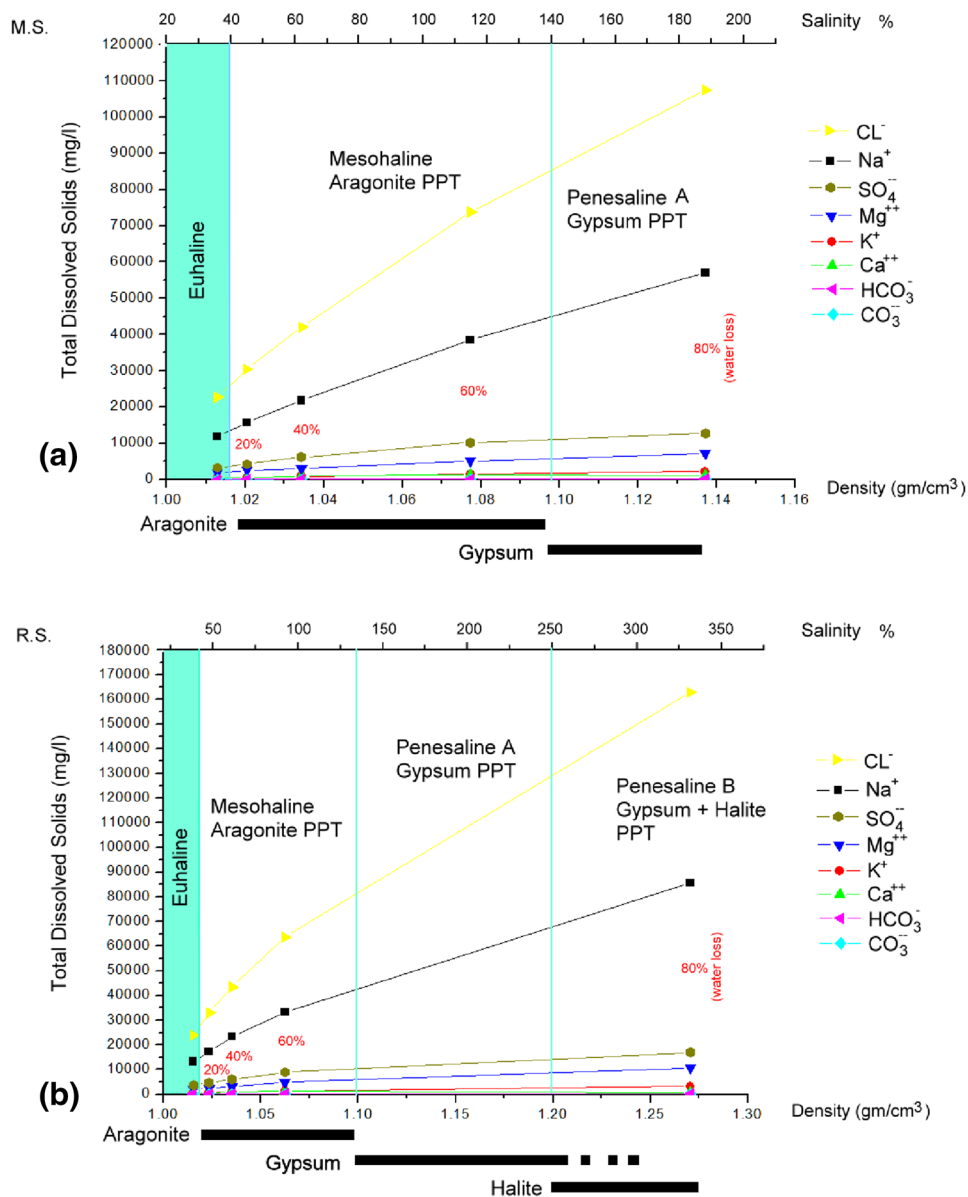 M.S.
20 40 60 80 100 120 140 160 180 200 Salinity %
120000
110000
100000
90000
80000
70000
60000
50000
40000
30000
20000
10000
0
Total Dissolved Solids (mg/l)
Euhaline
Mesohaline
Aragonite PPT
Penesaline A
Gypsum PPT
20%
40%
60%
80%
(water loss)
CL-
Na+
SO4--
Mg++
K+
Ca++
HCO3-
CO3--
(a)
1.00 1.02 1.04 1.06 1.08 1.10 1.12 1.14 1.16
Density (gm/cm3)
Aragonite
Gypsum
R.S.
50 100 150 200 250 300 350 Salinity %
180000
170000
160000
150000
140000
130000
120000
110000
100000
90000
80000
70000
60000
50000
40000
30000
20000
10000
0
Total Dissolved Solids (mg/l)
Euhaline
Mesohaline
Aragonite PPT
Penesaline A
Gypsum PPT
Penesaline B
Gypsum + Halite
PPT
20%
40%
60%
80%
(water loss)
CL-
Na+
SO4--
Mg++
K+
Ca++
HCO3-
CO3--
(b)
1.00 1.05 1.10 1.15 1.20 1.25 1.30
Density (gm/cm3)
Aragonite
Gypsum
Halite